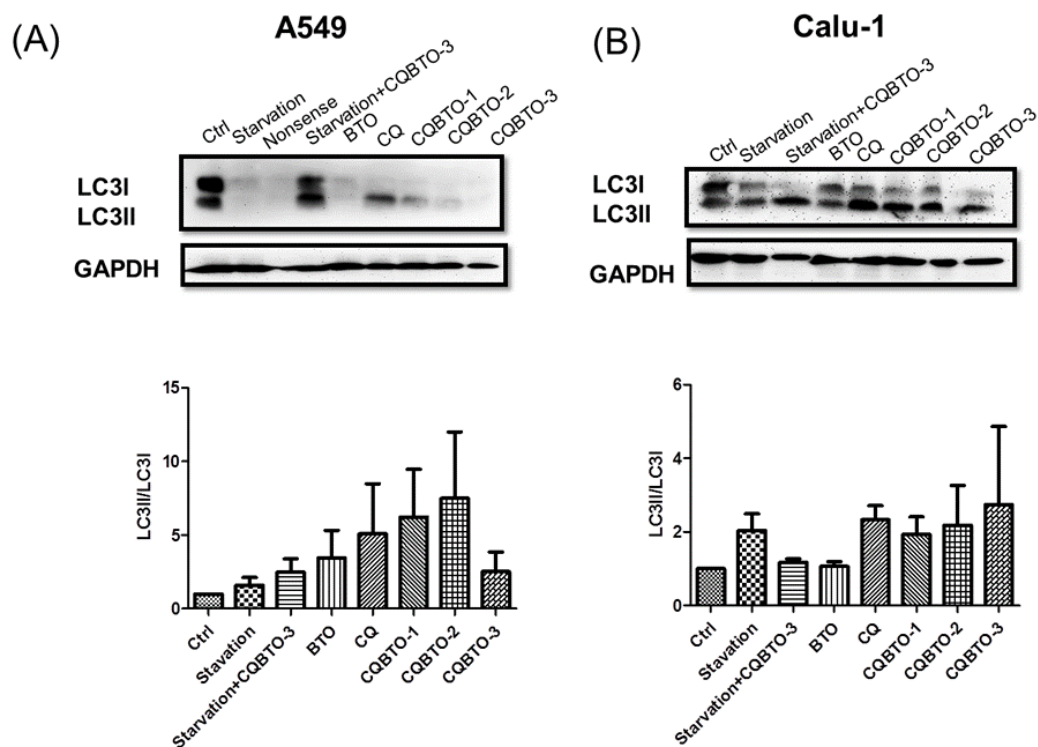 (A)
A549
Ctrl
Starvation
Nonsense
Starvation+CQBTO-3
BTO
CQ
CQBTO-1
CQBTO-2
CQBTO-3
LC3I
LC3II
GAPDH
15
10
5
0
LC3II/LC3I
Ctrl
Stavation
Starvation+CQBTO-3
BTO
CQ
CQBTO-1
CQBTO-2
CQBTO-3
(B)
Calu-1
Ctrl
Starvation
Starvation+CQBTO-3
BTO
CQ
CQBTO-1
CQBTO-2
CQBTO-3
LC3I
LC3II
GAPDH
6
4
2
0
LC3II/LC3I
Ctrl
Stavation
Starvation+CQBTO-3
BTO
CQ
CQBTO-1
CQBTO-2
CQBTO-3